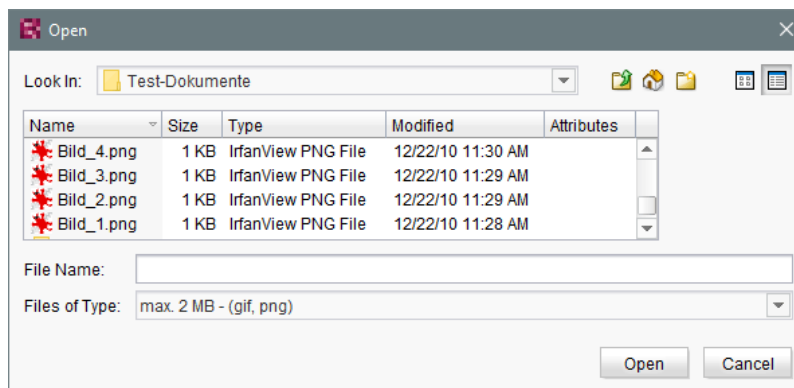 Open
Look In: Test-Dokumente
Name Size Type Modified Attributes
Bild_4.png 1 KB IrfanView PNG File 12/22/10 11:30 AM
Bild_3.png 1 KB IrfanView PNG File 12/22/10 11:29 AM
Bild_2.png 1 KB IrfanView PNG File 12/22/10 11:29 AM
Bild_1.png 1 KB IrfanView PNG File 12/22/10 11:28 AM
File Name:
Files of Type: max. 2 MB - (gif, png)
Open Cancel